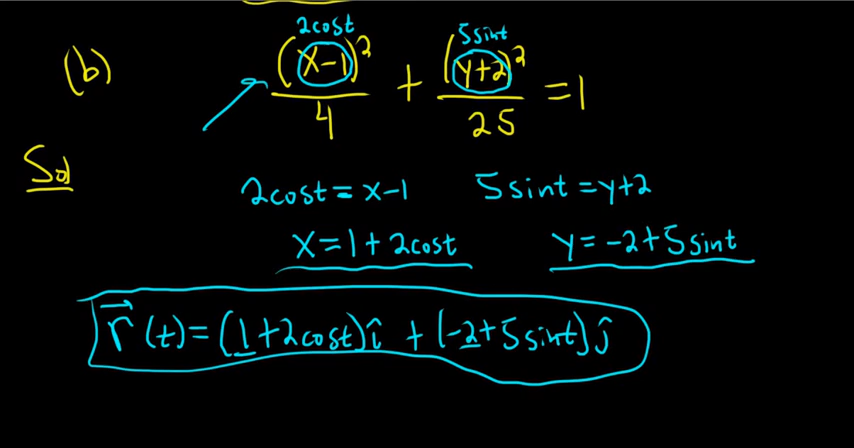 2cost 5sint
(b) (x-1)²/4 + (y+2)²/25 = 1
Sol
2cost = x-1 5sint = y+2
x = 1 + 2cost y = -2 + 5sint
r⃗(t) = (1+2cost)î + (-2+5sint)ĵ